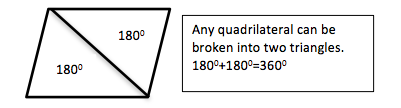 180⁰
180⁰
Any quadrilateral can be
broken into two triangles.
180⁰+180⁰=360⁰